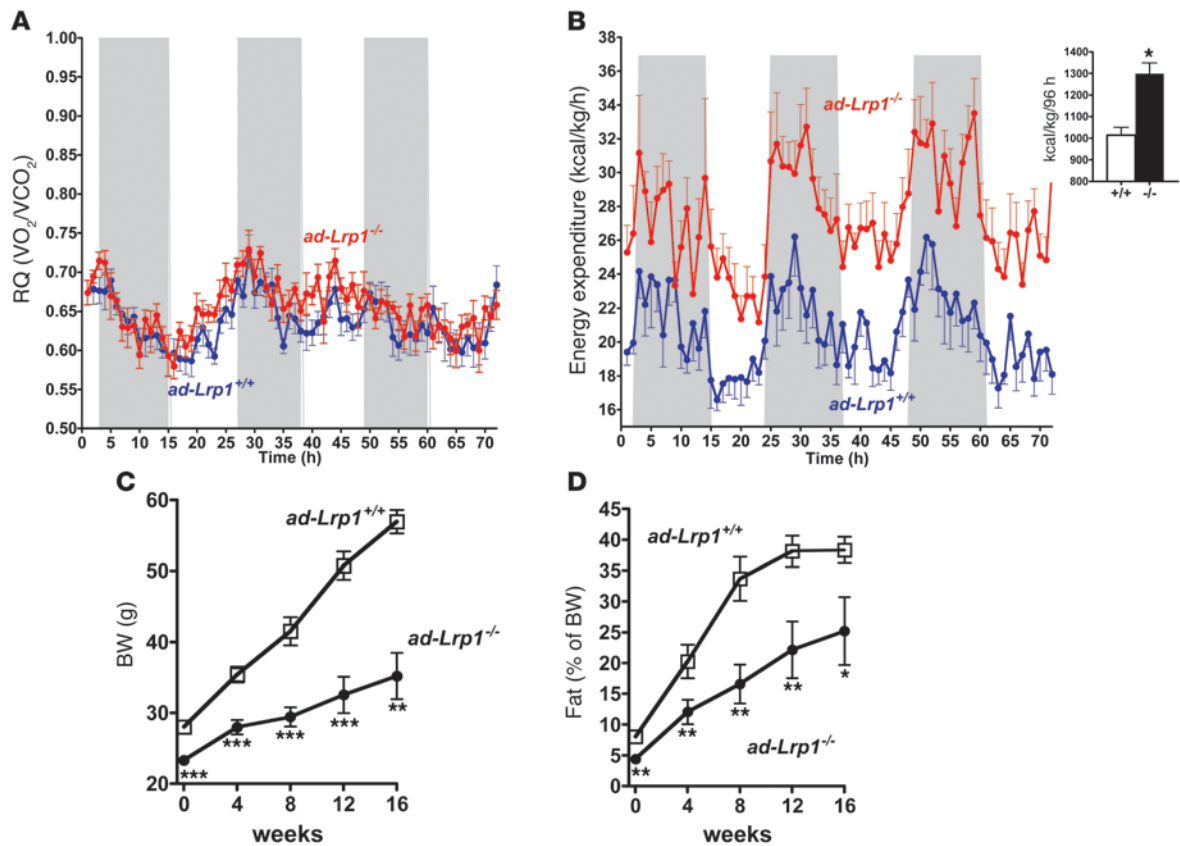 A
1.00
0.95
0.90
0.85
0.80
0.75
0.70
0.65
0.60
0.55
0.50
RQ (VO2/VCO2)
ad-Lrp1-/-
ad-Lrp1+/+
0 5 10 15 20 25 30 35 40 45 50 55 60 65 70
Time (h)
B
38
36
34
32
30
28
26
24
22
20
18
16
Energy expenditure (kcal/kg/h)
ad-Lrp1-/-
ad-Lrp1+/+
0 5 10 15 20 25 30 35 40 45 50 55 60 65 70
Time (h)
1400
1300
1200
1100
1000
900
800
kcal/kg/96 h
*
+/+ -/-
C
60
50
40
30
20
BW (g)
ad-Lrp1+/+
ad-Lrp1-/-
*** *** *** *** **
0 4 8 12 16
weeks
D
45
40
35
30
25
20
15
10
5
0
Fat (% of BW)
ad-Lrp1+/+
** ** ** ** *
ad-Lrp1-/-
0 4 8 12 16
weeks